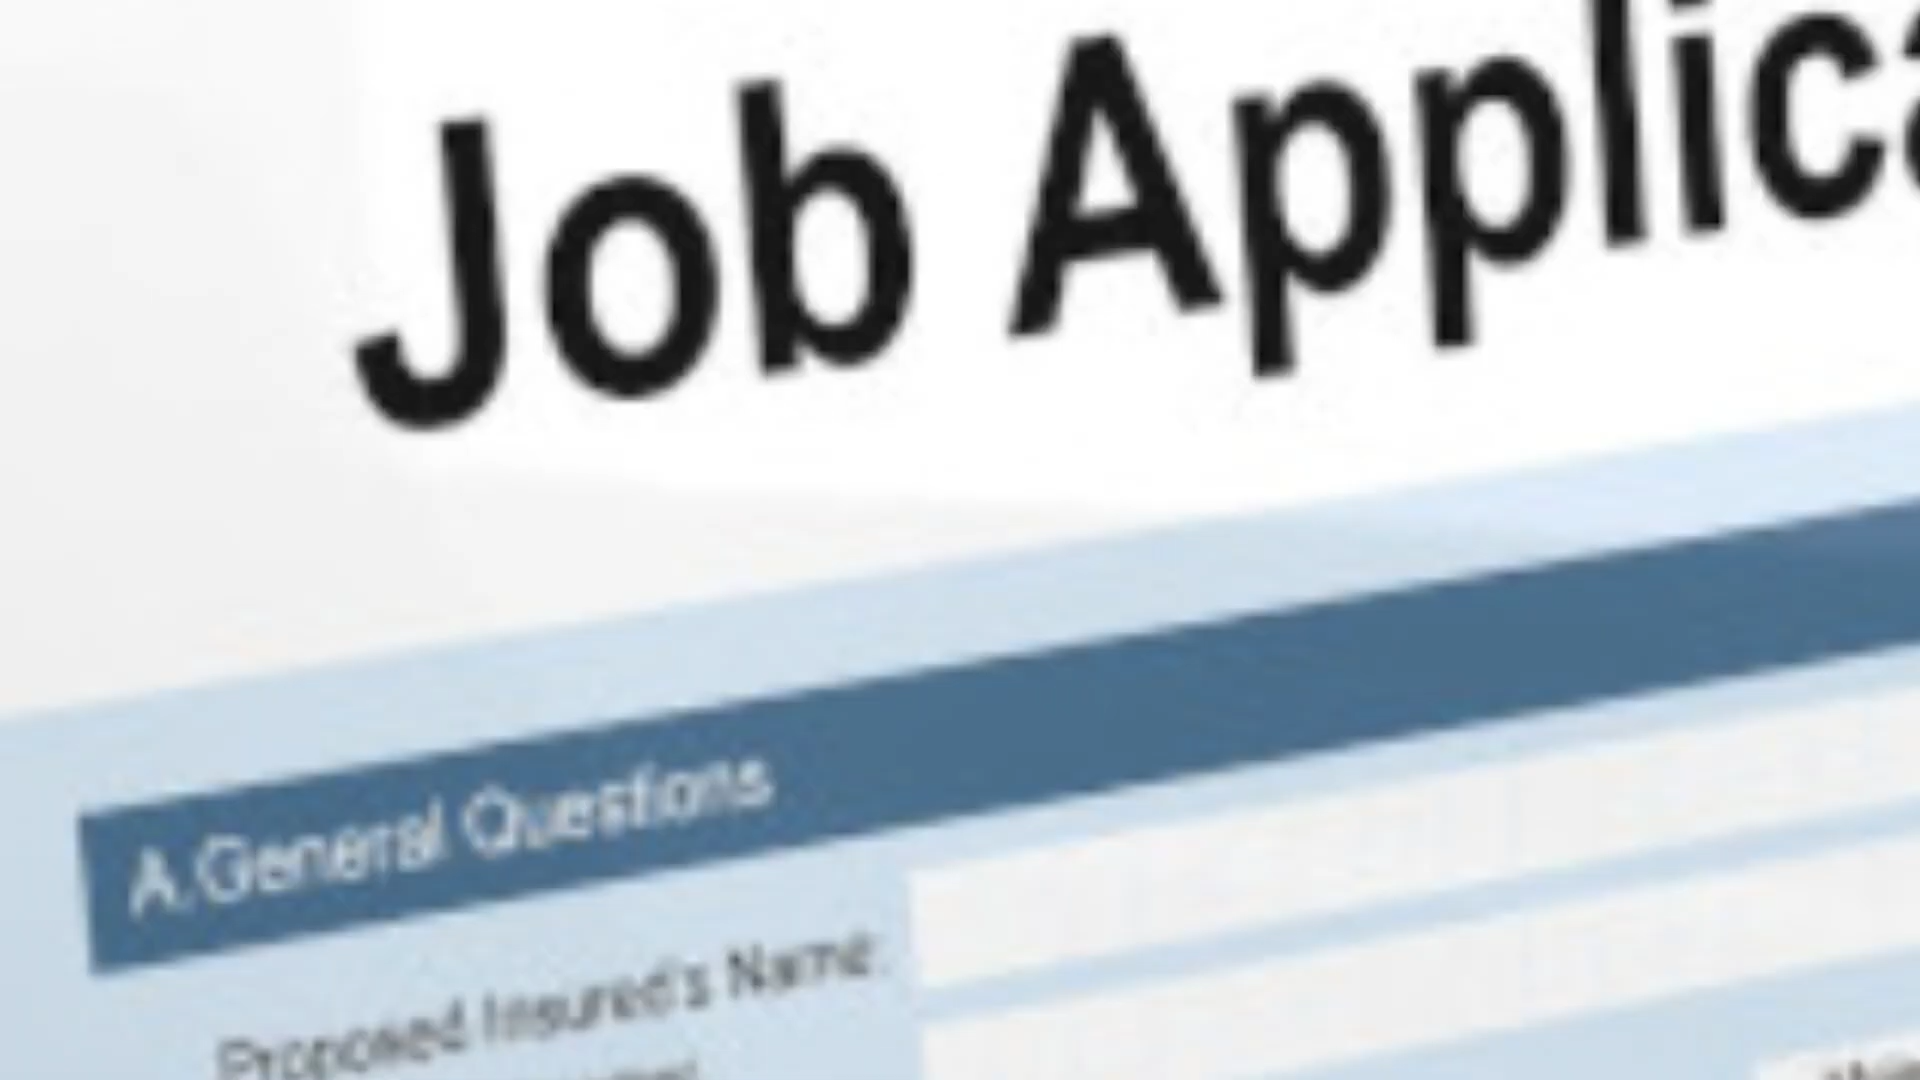 Job Applica
A. General Questions
Proposed Insured's Name: